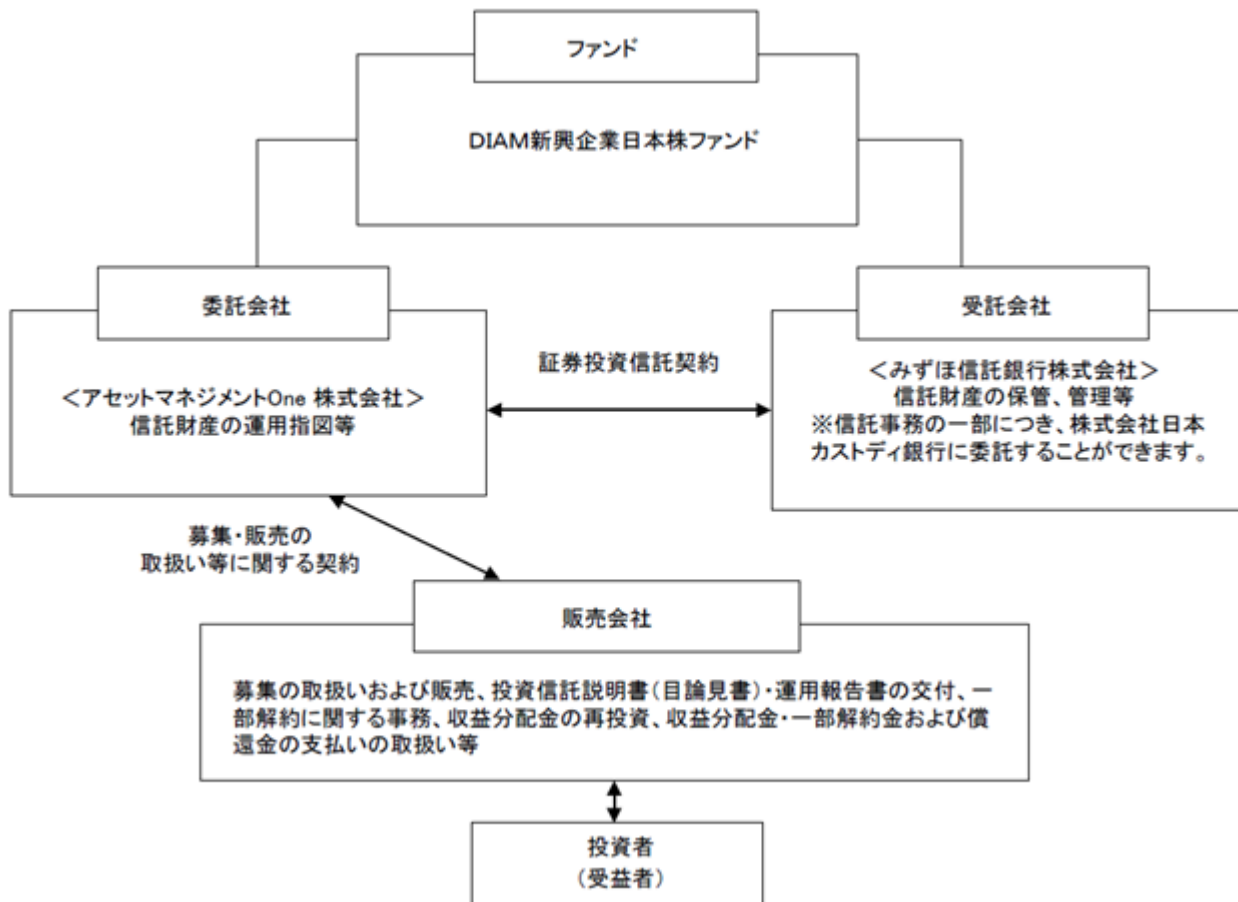 ファンド
DIAM新興企業日本株ファンド
委託会社
<アセットマネジメントOne 株式会社>
信託財産の運用指図等
証券投資信託契約
受託会社
<みずほ信託銀行株式会社>
信託財産の保管、管理等
※信託事務の一部につき、株式会社日本
カストディ銀行に委託することができます。
募集・販売の
取扱い等に関する契約
販売会社
募集の取扱いおよび販売、投資信託説明書(目論見書)・運用報告書の交付、一
部解約に関する事務、収益分配金の再投資、収益分配金・一部解約金および償
還金の支払いの取扱い等
投資者
(受益者)